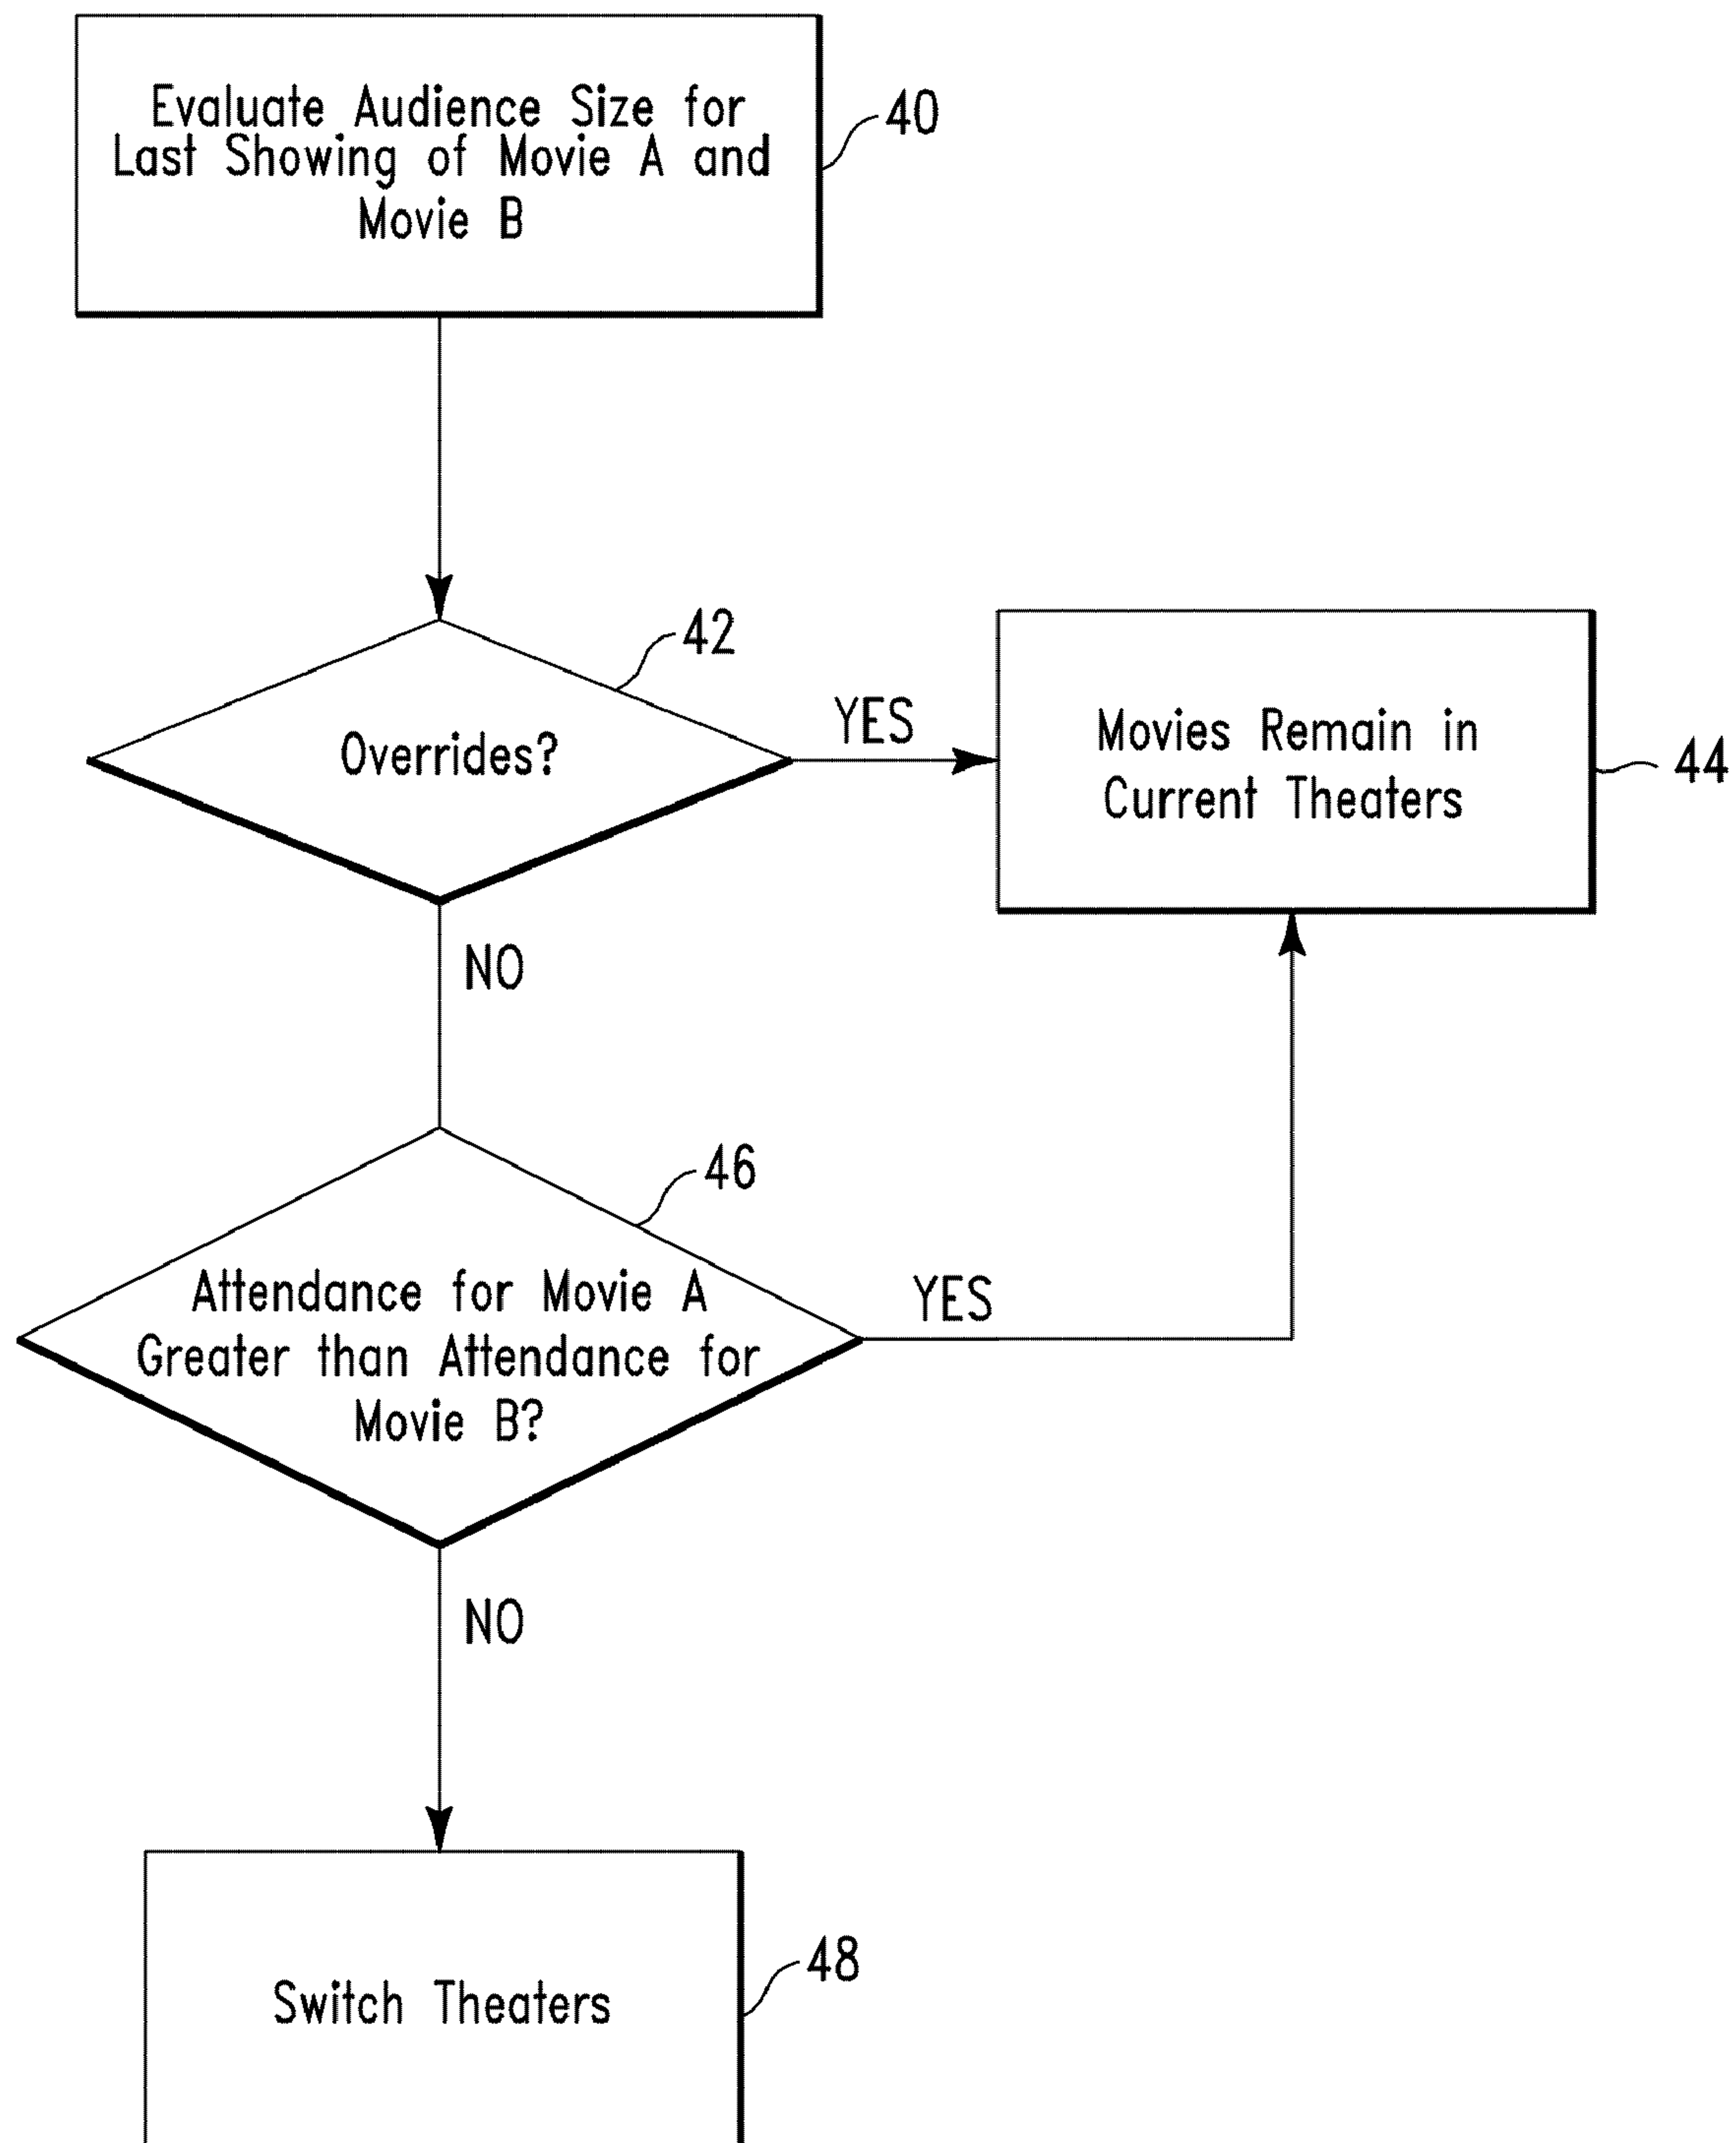 Evaluate Audience Size for
Last Showing of Movie A and
Movie B
40
42
Overrides?
YES
Movies Remain in
Current Theaters
44
NO
46
Attendance for Movie A
Greater than Attendance for
Movie B?
YES
NO
Switch Theaters
48